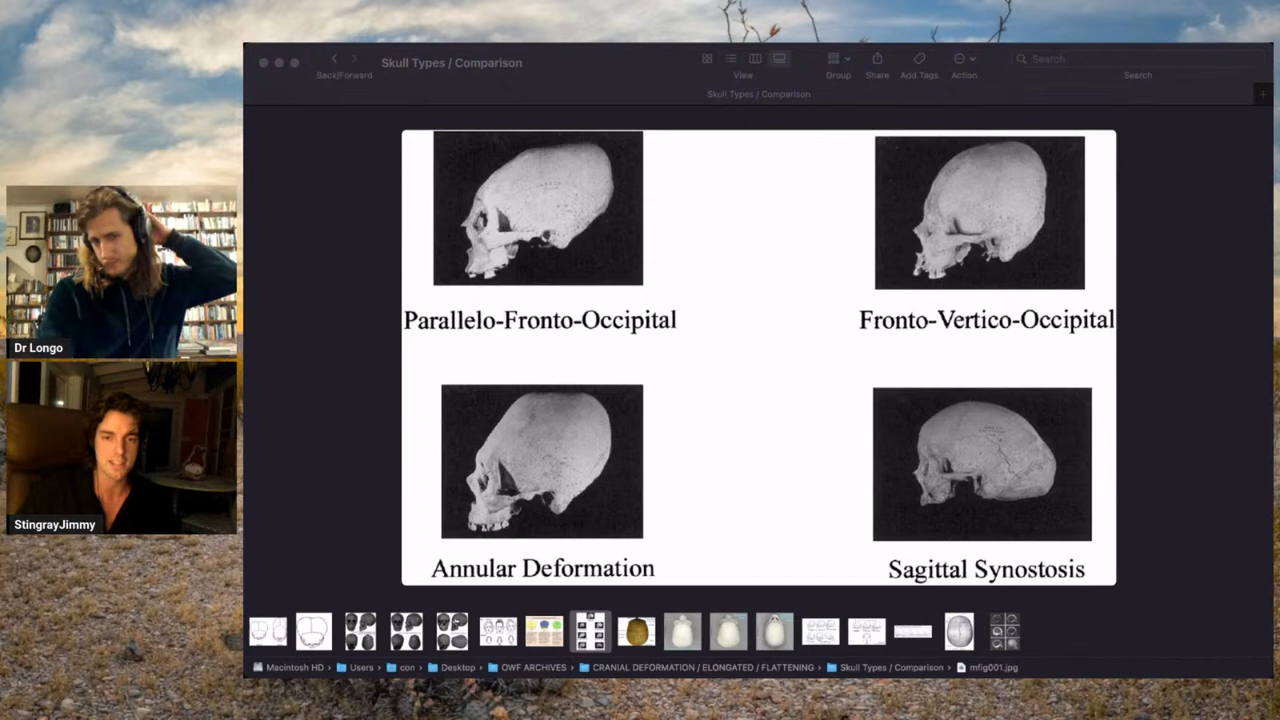 Skull Types / Comparison
Back/Forward
View
Group
Share
Add Tags
Action
Search
Search
Skull Types / Comparison
Parallelo-Fronto-Occipital
Fronto-Vertico-Occipital
Dr Longo
StingrayJimmy
Annular Deformation
Sagittal Synostosis
Macintosh HD › Users › con › Desktop › OWF ARCHIVES › CRANIAL DEFORMATION / ELONGATED / FLATTENING › Skull Types / Comparison › mfig001.jpg